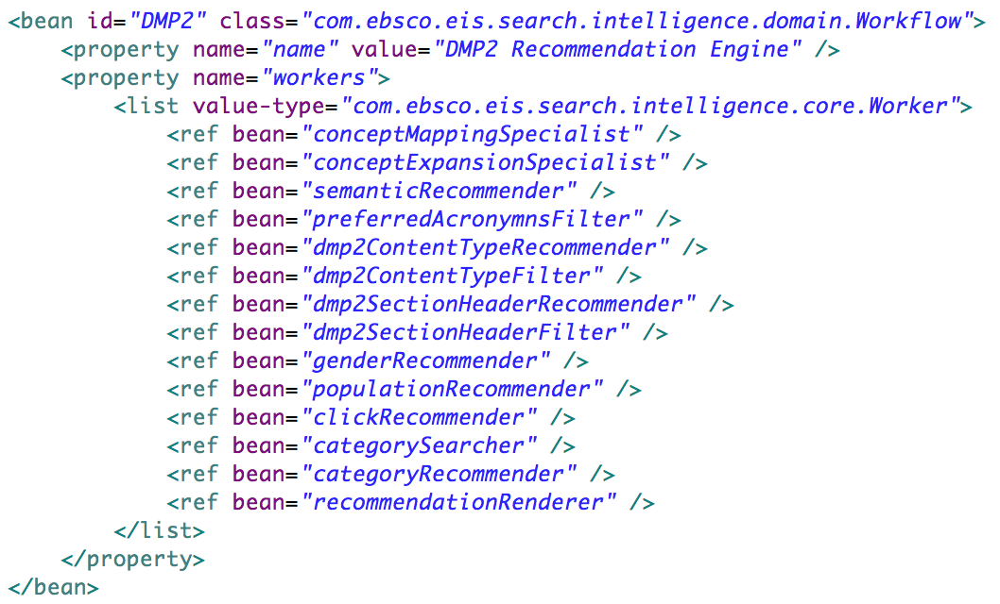 <bean id="DMP2" class="com.ebsco.eis.search.intelligence.domain.Workflow">
    <property name="name" value="DMP2 Recommendation Engine" />
    <property name="workers">
        <list value-type="com.ebsco.eis.search.intelligence.core.Worker">
            <ref bean="conceptMappingSpecialist" />
            <ref bean="conceptExpansionSpecialist" />
            <ref bean="semanticRecommender" />
            <ref bean="preferredAcronymnsFilter" />
            <ref bean="dmp2ContentTypeRecommender" />
            <ref bean="dmp2ContentTypeFilter" />
            <ref bean="dmp2SectionHeaderRecommender" />
            <ref bean="dmp2SectionHeaderFilter" />
            <ref bean="genderRecommender" />
            <ref bean="populationRecommender" />
            <ref bean="clickRecommender" />
            <ref bean="categorySearcher" />
            <ref bean="categoryRecommender" />
            <ref bean="recommendationRenderer" />
        </list>
    </property>
</bean>